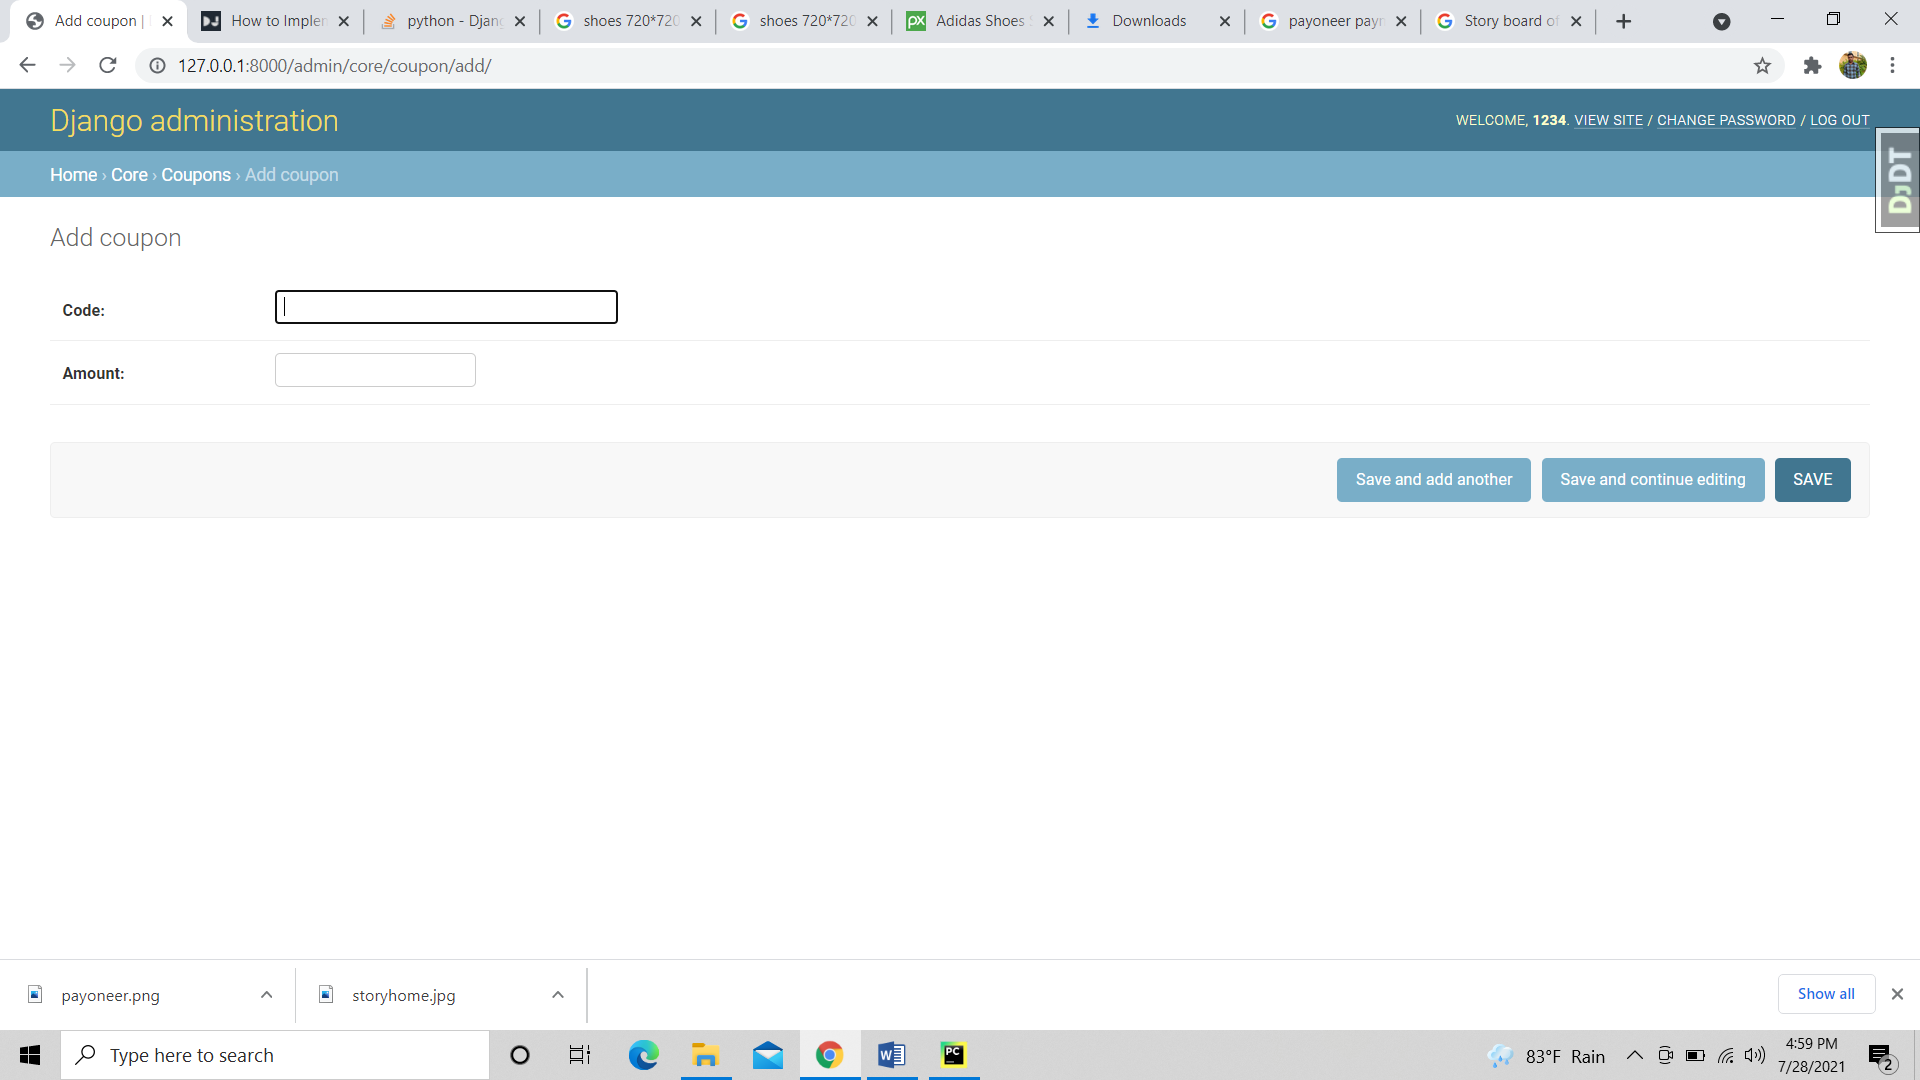 Add coupon |
How to Implen
python - Djang
shoes 720*720
shoes 720*720
Adidas Shoes S
Downloads
payoneer payn
Story board of
127.0.0.1:8000/admin/core/coupon/add/
Django administration
WELCOME, 1234. VIEW SITE / CHANGE PASSWORD / LOG OUT
Home › Core › Coupons › Add coupon
DJDT
Add coupon
Code:
Amount:
Save and add another
Save and continue editing
SAVE
payoneer.png
storyhome.jpg
Show all
Type here to search
83°F Rain
4:59 PM
7/28/2021
2